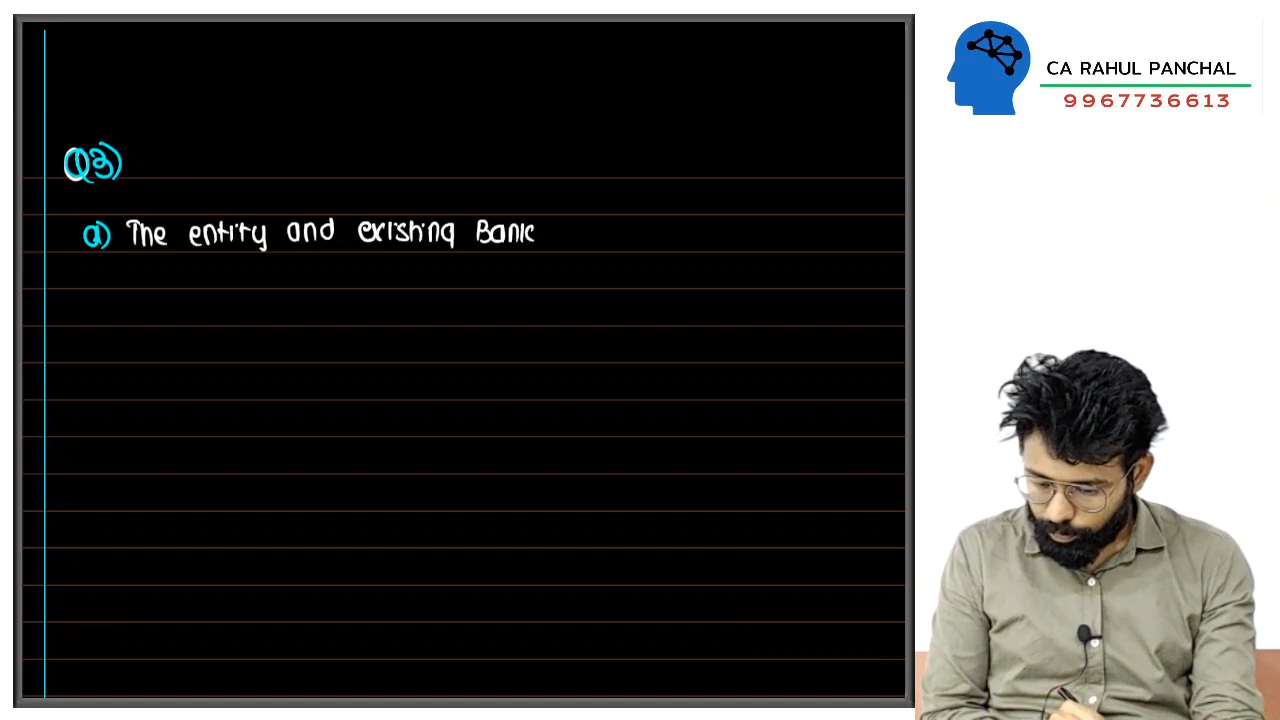 CA RAHUL PANCHAL
9967736613
Q3)
a) The entity and existing Bank